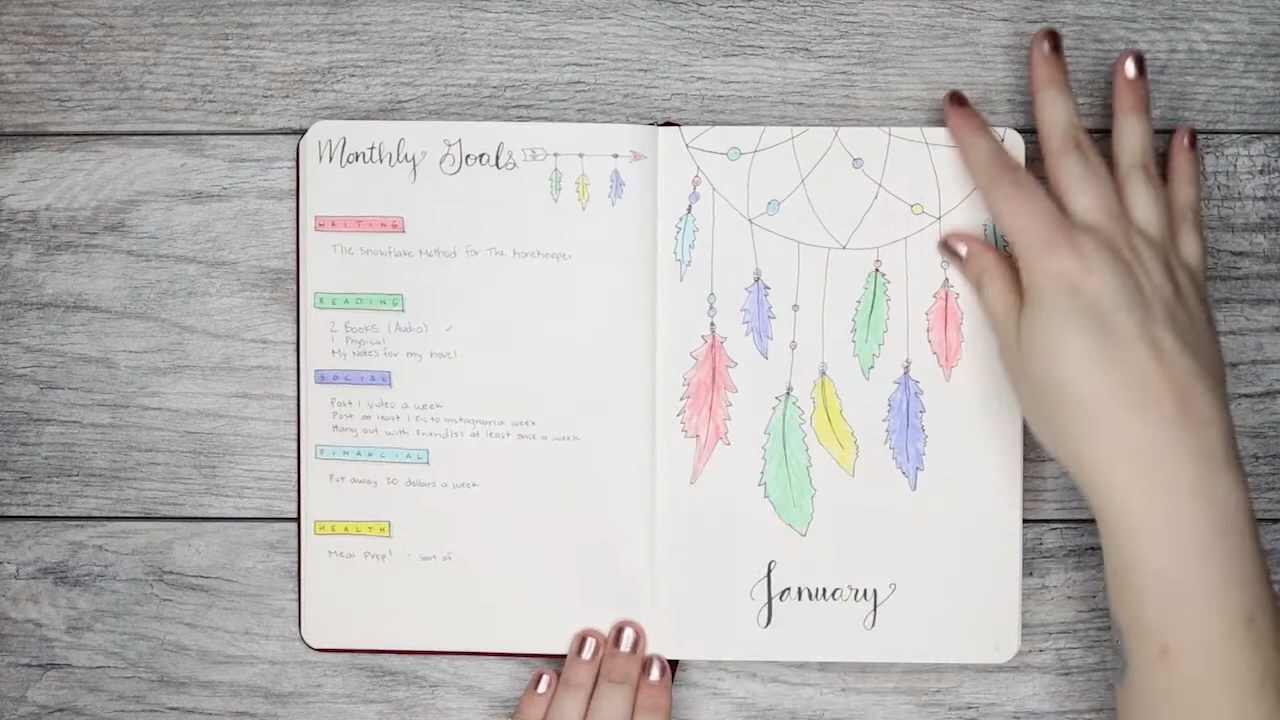 Monthly Goals
WRITING
The Snowflake Method for The
READING
2 Books (Audio) ✓
1 Physical
My Notes for my novel
SOCIAL
Post 1 video a week
Post at least 1 pic to instagram a week
Hang out with friend(s) at least once a week
FINANCIAL
Put away 20 dollars a week
HEALTH
Meal Prep! - sort of
January